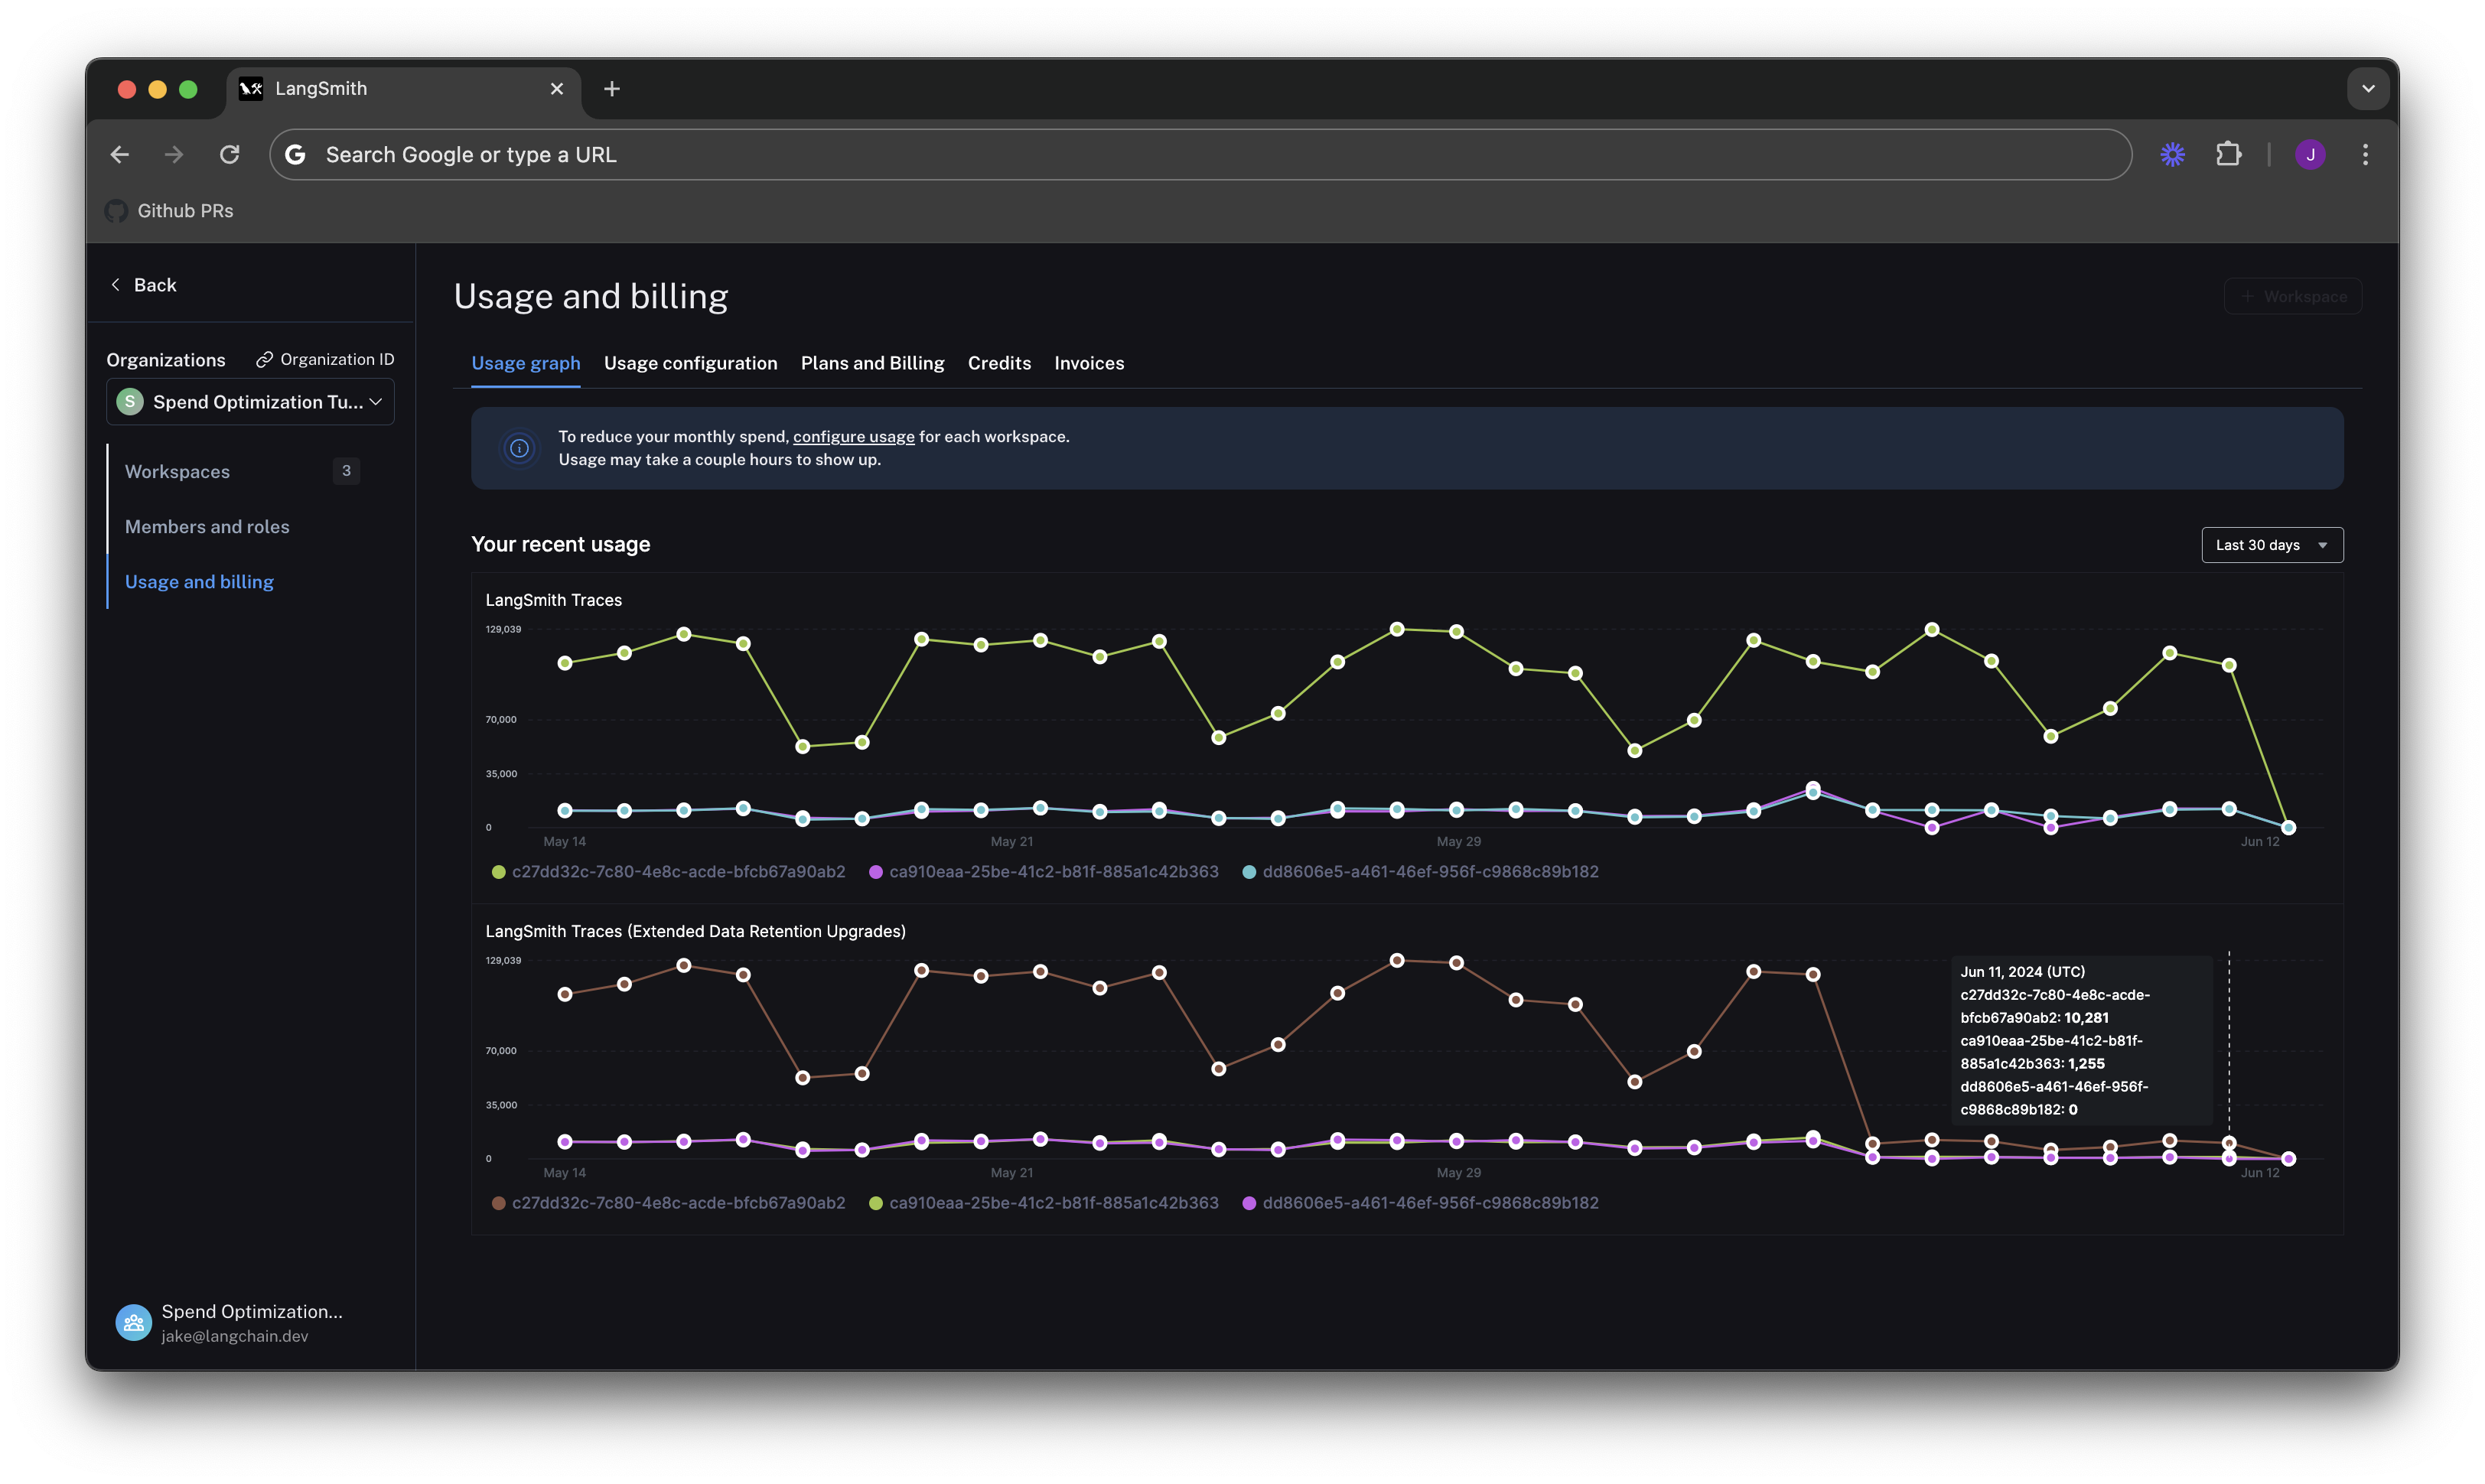 LangSmith
Search Google or type a URL
J
Github PRs
Back
Organizations
Organization ID
S
Spend Optimization Tu...
Workspaces
3
Members and roles
Usage and billing
Spend Optimization...
jake@langchain.dev
Usage and billing
+ Workspace
Usage graph
Usage configuration
Plans and Billing
Credits
Invoices
To reduce your monthly spend, configure usage for each workspace.
Usage may take a couple hours to show up.
Your recent usage
Last 30 days
LangSmith Traces
129,039
70,000
35,000
0
May 14
May 21
May 29
Jun 12
c27dd32c-7c80-4e8c-acde-bfcb67a90ab2
ca910eaa-25be-41c2-b81f-885a1c42b363
dd8606e5-a461-46ef-956f-c9868c89b182
LangSmith Traces (Extended Data Retention Upgrades)
129,039
70,000
35,000
0
Jun 11, 2024 (UTC)
c27dd32c-7c80-4e8c-acde-
bfcb67a90ab2: 10,281
ca910eaa-25be-41c2-b81f-
885a1c42b363: 1,255
dd8606e5-a461-46ef-956f-
c9868c89b182: 0
May 14
May 21
May 29
Jun 12
c27dd32c-7c80-4e8c-acde-bfcb67a90ab2
ca910eaa-25be-41c2-b81f-885a1c42b363
dd8606e5-a461-46ef-956f-c9868c89b182